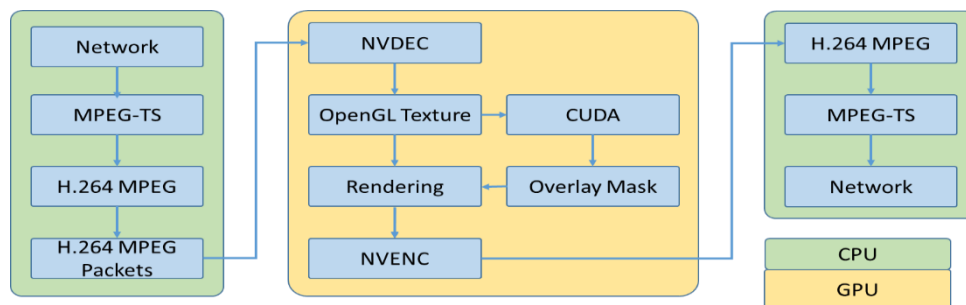 Network
MPEG-TS
H.264 MPEG
H.264 MPEG
Packets
NVDEC
OpenGL Texture
CUDA
Rendering
Overlay Mask
NVENC
H.264 MPEG
MPEG-TS
Network
CPU
GPU